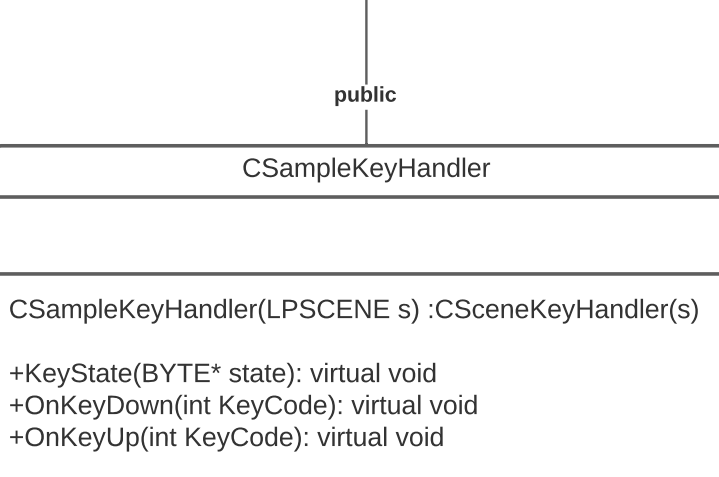 public
CSampleKeyHandler
CSampleKeyHandler(LPSCENE s) :CSceneKeyHandler(s)
+KeyState(BYTE* state): virtual void
+OnKeyDown(int KeyCode): virtual void
+OnKeyUp(int KeyCode): virtual void